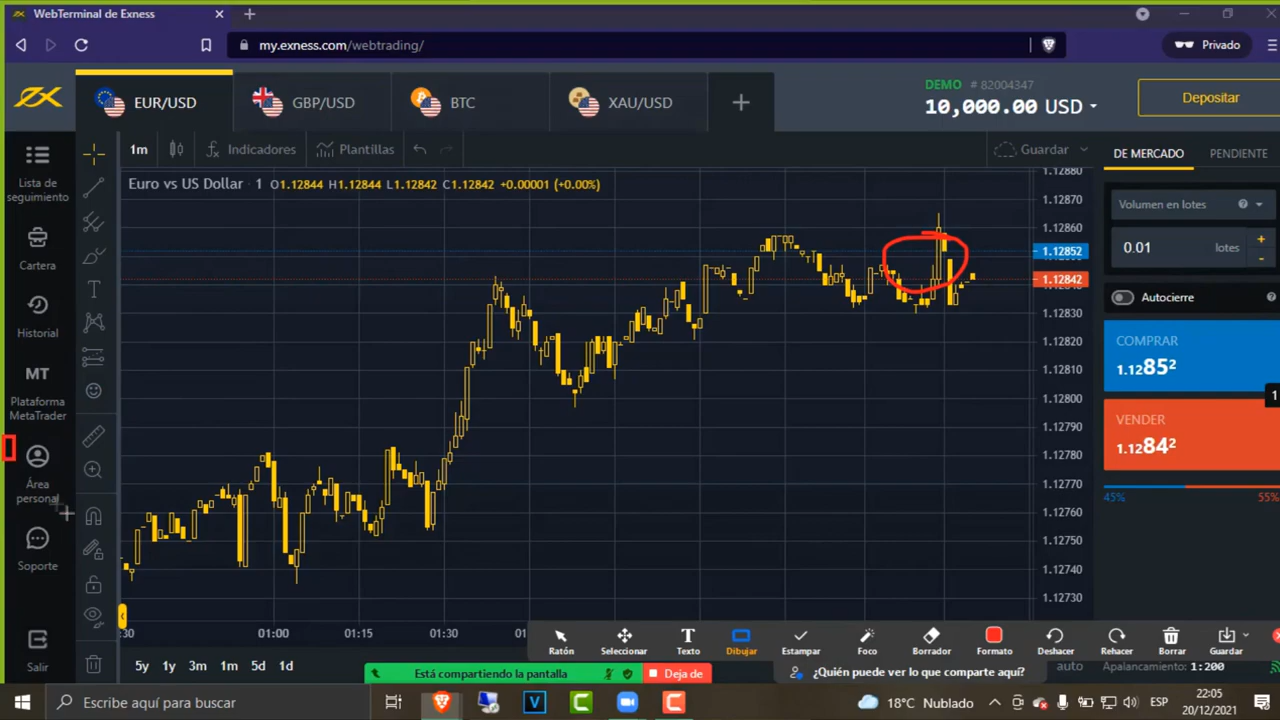 WebTerminal de Exness
my.exness.com/webtrading/
Privado
EUR/USD
GBP/USD
BTC
XAU/USD
DEMO # 82004347
10,000.00 USD
Depositar
1m
Indicadores
Plantillas
Guardar
DE MERCADO
PENDIENTE
Lista de
seguimiento
Cartera
Historial
MT
Plataforma
MetaTrader
Área
personal
Soporte
Salir
Euro vs US Dollar · 1 O1.12844 H1.12844 L1.12842 C1.12842 +0.00001 (+0.00%)
1.12880
1.12870
1.12860
1.12852
1.12842
1.12830
1.12820
1.12810
1.12800
1.12790
1.12780
1.12770
1.12760
1.12750
1.12740
1.12730
Volumen en lotes
0.01 lotes
+
-
Autocierre
COMPRAR
1.12852
1
VENDER
1.12842
45%
55%
:30 01:00 01:15 01:30
5y 1y 3m 1m 5d 1d
auto
Apalancamiento: 1:200
Ratón
Seleccionar
Texto
Dibujar
Estampar
Foco
Borrador
Formato
Deshacer
Rehacer
Borrar
Guardar
Está compartiendo la pantalla
Deja de
¿Quién puede ver lo que comparte aquí?
Escribe aquí para buscar
18°C Nublado
ESP
22:05
20/12/2021